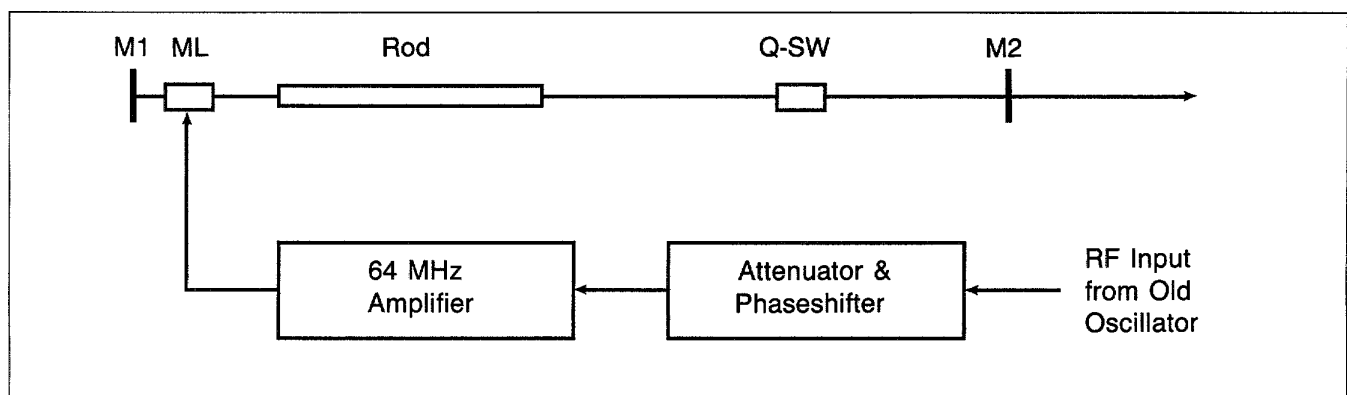 M1 ML Rod Q-SW M2
64 MHz
Amplifier
Attenuator &
Phaseshifter
RF Input
from Old
Oscillator